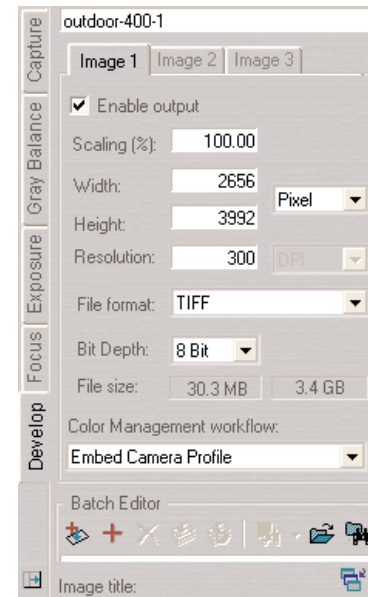 outdoor-400-1
Capture
Gray Balance
Exposure
Focus
Develop
Image 1 Image 2 Image 3
Enable output
Scaling (%): 100.00
Width: 2656
Pixel
Height: 3992
Resolution: 300 DPI
File format: TIFF
Bit Depth: 8 Bit
File size: 30.3 MB 3.4 GB
Color Management workflow:
Embed Camera Profile
Batch Editor
Image title: